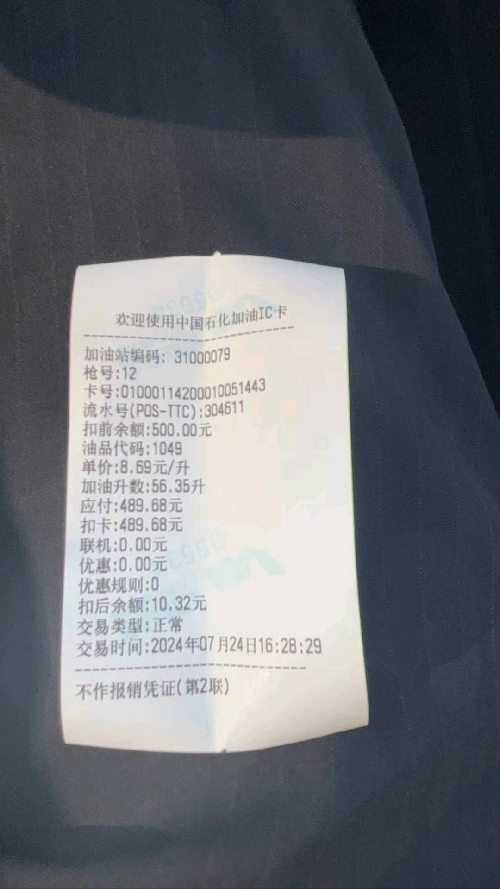 欢迎使用中国石化加油IC卡
加油站编码: 31000079
枪号:12
卡号:01000114200010051443
流水号(POS-TTC):304611
扣前余额:500.00元
油品代码:1049
单价:8.69元/升
加油升数:56.35升
应付:489.68元
扣卡:489.68元
联机:0.00元
优惠:0.00元
优惠规则:0
扣后余额:10.32元
交易类型:正常
交易时间:2024年07月24日16:28:29
不作报销凭证(第2联)